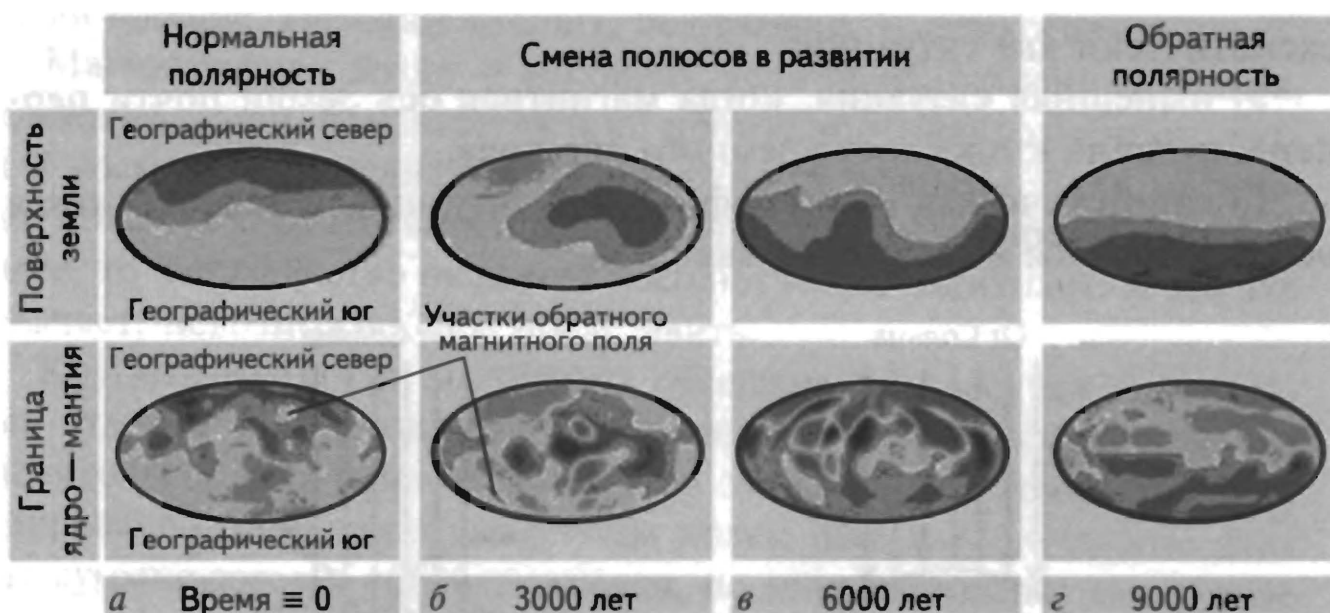 Нормальная
полярность
Смена полюсов в развитии
Обратная
полярность
Поверхность
земли
Географический север
Географический юг
Участки обратного
магнитного поля
Граница
ядро—мантия
Географический север
Географический юг
а Время ≡ 0
б 3000 лет
в 6000 лет
г 9000 лет